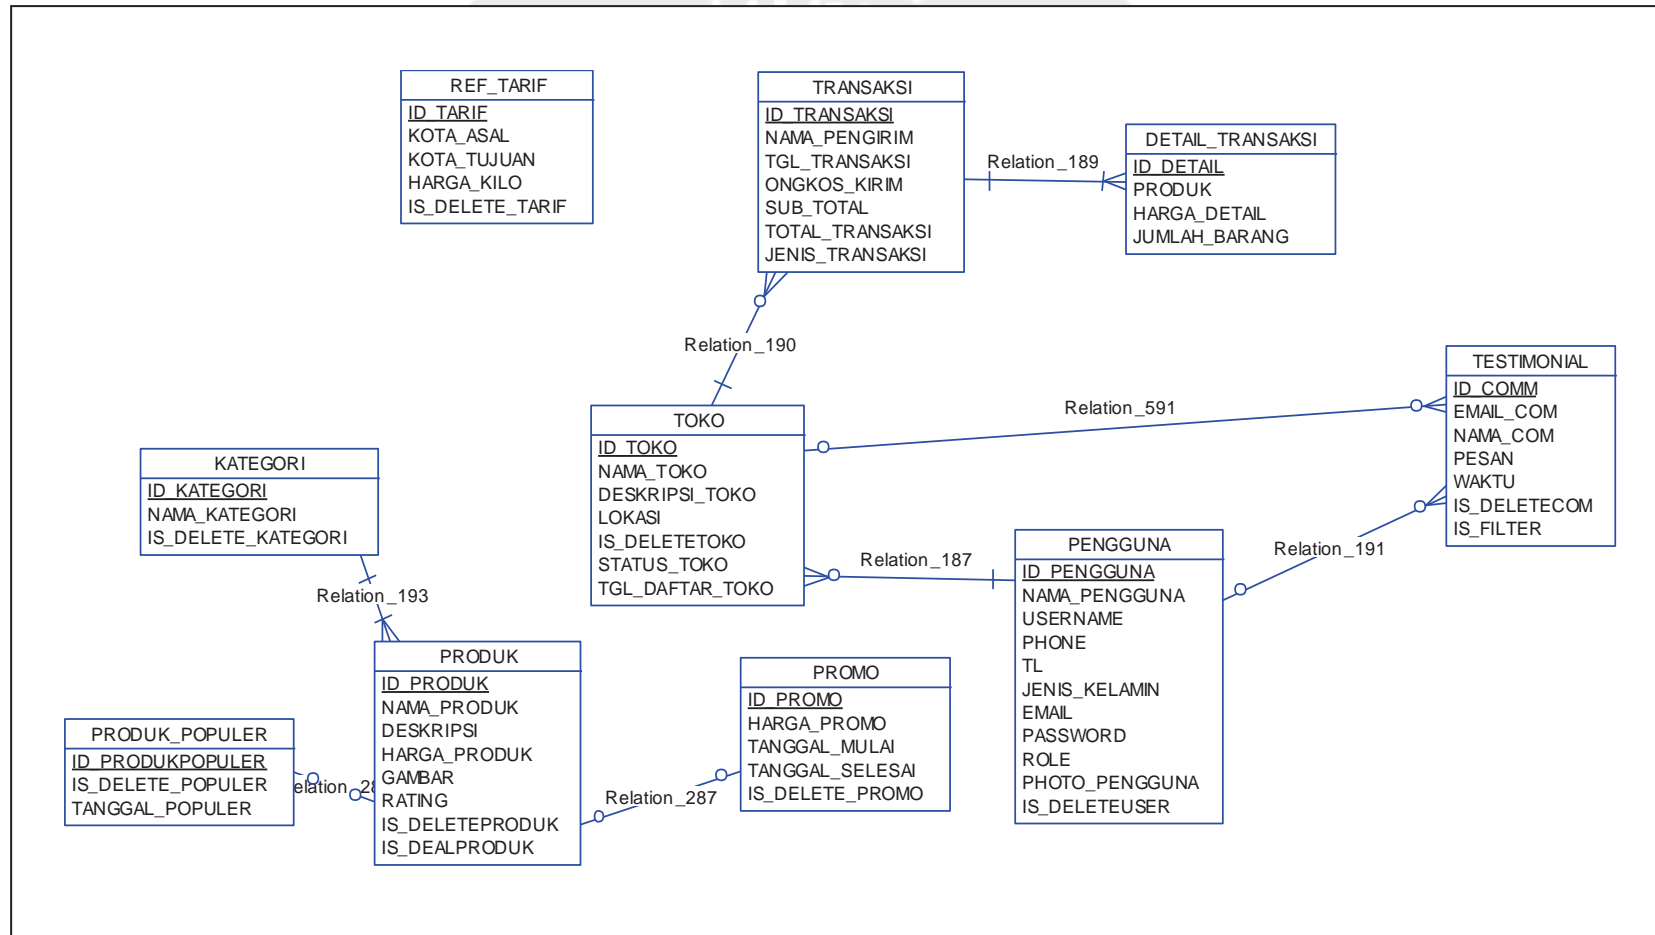 REF_TARIF
ID_TARIF
KOTA_ASAL
KOTA_TUJUAN
HARGA_KILO
IS_DELETE_TARIF
TRANSAKSI
ID_TRANSAKSI
NAMA_PENGIRIM
TGL_TRANSAKSI
ONGKOS_KIRIM
SUB_TOTAL
TOTAL_TRANSAKSI
JENIS_TRANSAKSI
Relation_189
DETAIL_TRANSAKSI
ID_DETAIL
PRODUK
HARGA_DETAIL
JUMLAH_BARANG
Relation_190
TOKO
ID_TOKO
NAMA_TOKO
DESKRIPSI_TOKO
LOKASI
IS_DELETETOKO
STATUS_TOKO
TGL_DAFTAR_TOKO
Relation_591
TESTIMONIAL
ID_COMM
EMAIL_COM
NAMA_COM
PESAN
WAKTU
IS_DELETECOM
IS_FILTER
KATEGORI
ID_KATEGORI
NAMA_KATEGORI
IS_DELETE_KATEGORI
Relation_187
Relation_191
PENGGUNA
ID_PENGGUNA
NAMA_PENGGUNA
USERNAME
PHONE
TL
JENIS_KELAMIN
EMAIL
PASSWORD
ROLE
PHOTO_PENGGUNA
IS_DELETEUSER
Relation_193
PRODUK
ID_PRODUK
NAMA_PRODUK
DESKRIPSI
HARGA_PRODUK
GAMBAR
RATING
IS_DELETEPRODUK
IS_DEALPRODUK
PROMO
ID_PROMO
HARGA_PROMO
TANGGAL_MULAI
TANGGAL_SELESAI
IS_DELETE_PROMO
Relation_287
PRODUK_POPULER
ID_PRODUKPOPULER
IS_DELETE_POPULER
TANGGAL_POPULER